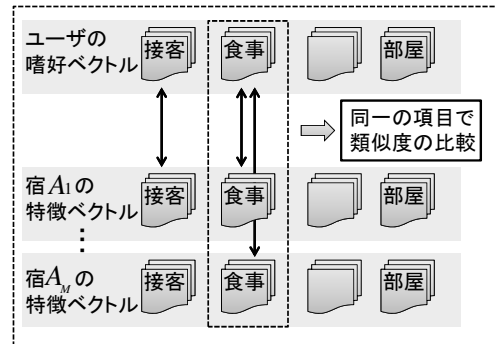 ユーザの
嗜好ベクトル
接客
食事
部屋
同一の項目で
類似度の比較
宿A1の
特徴ベクトル
接客
食事
部屋
⋮
宿AMの
特徴ベクトル
接客
食事
部屋